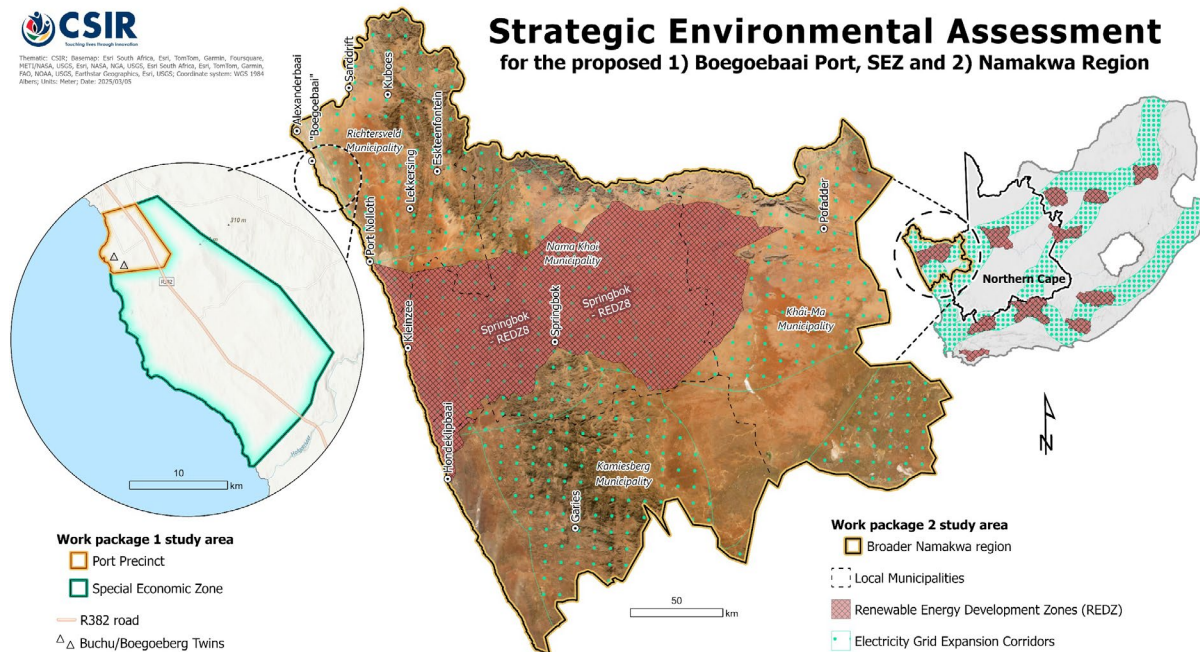 CSIR
Touching lives through innovation
Thematic: CSIR; Basemap: Esri South Africa, Esri, TomTom, Garmin, Foursquare,
METI/NASA, USGS, Esri, NASA, NGA, USGS, Esri South Africa, Esri, TomTom, Garmin,
FAO, NOAA, USGS, Earthstar Geographics, Esri, USGS; Coordinate system: WGS 1984
Albers; Units: Meter; Date: 2025/03/05
Strategic Environmental Assessment
for the proposed 1) Boegoebaai Port, SEZ and 2) Namakwa Region
Alexanderbaai
"Boegoebaai"
Sanddrift
Kuboes
Eksteenfontein
Richtersveld
Municipality
Lekkersing
Port Nolloth
Nama Khoi
Municipality
Pofadder
Springbok
- REDZ8
Springbok
- REDZ8
Springbok
Kleinzee
Khâi-Ma
Municipality
Hondeklipbaai
Kamiesberg
Municipality
Garies
Northern Cape
310 m
R382
10
km
50
km
N
Work package 1 study area
Port Precinct
Special Economic Zone
R382 road
Buchu/Boegoeberg Twins
Work package 2 study area
Broader Namakwa region
Local Municipalities
Renewable Energy Development Zones (REDZ)
Electricity Grid Expansion Corridors